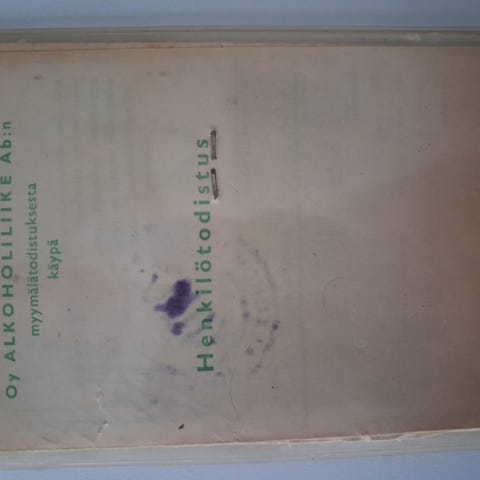 Oy ALKOHOLILIIKE Ab:n
myymälätodistuksesta
käypä
Henkilötodistus